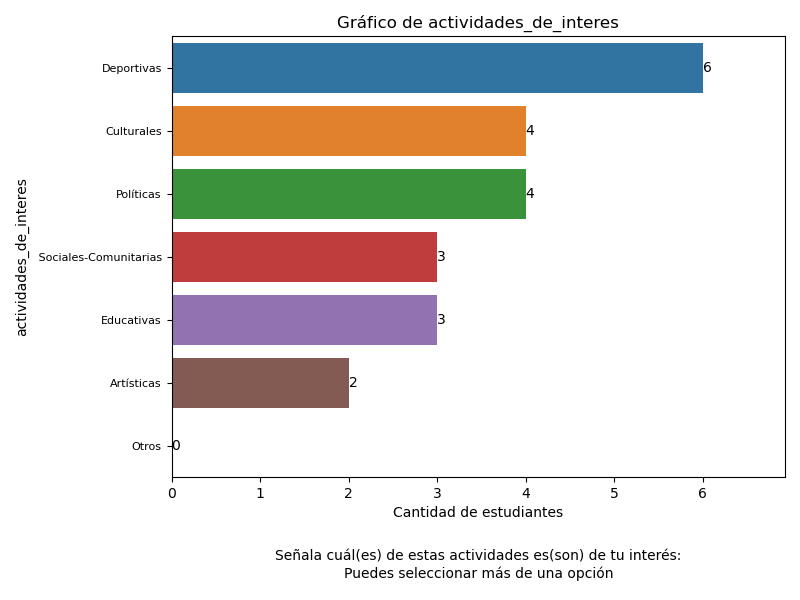 Gráfico de actividades_de_interes
Deportivas
6
Culturales
4
Políticas
4
Sociales-Comunitarias
3
Educativas
3
Artísticas
2
Otros
0
actividades_de_interes
0 1 2 3 4 5 6
Cantidad de estudiantes
Señala cuál(es) de estas actividades es(son) de tu interés:
Puedes seleccionar más de una opción